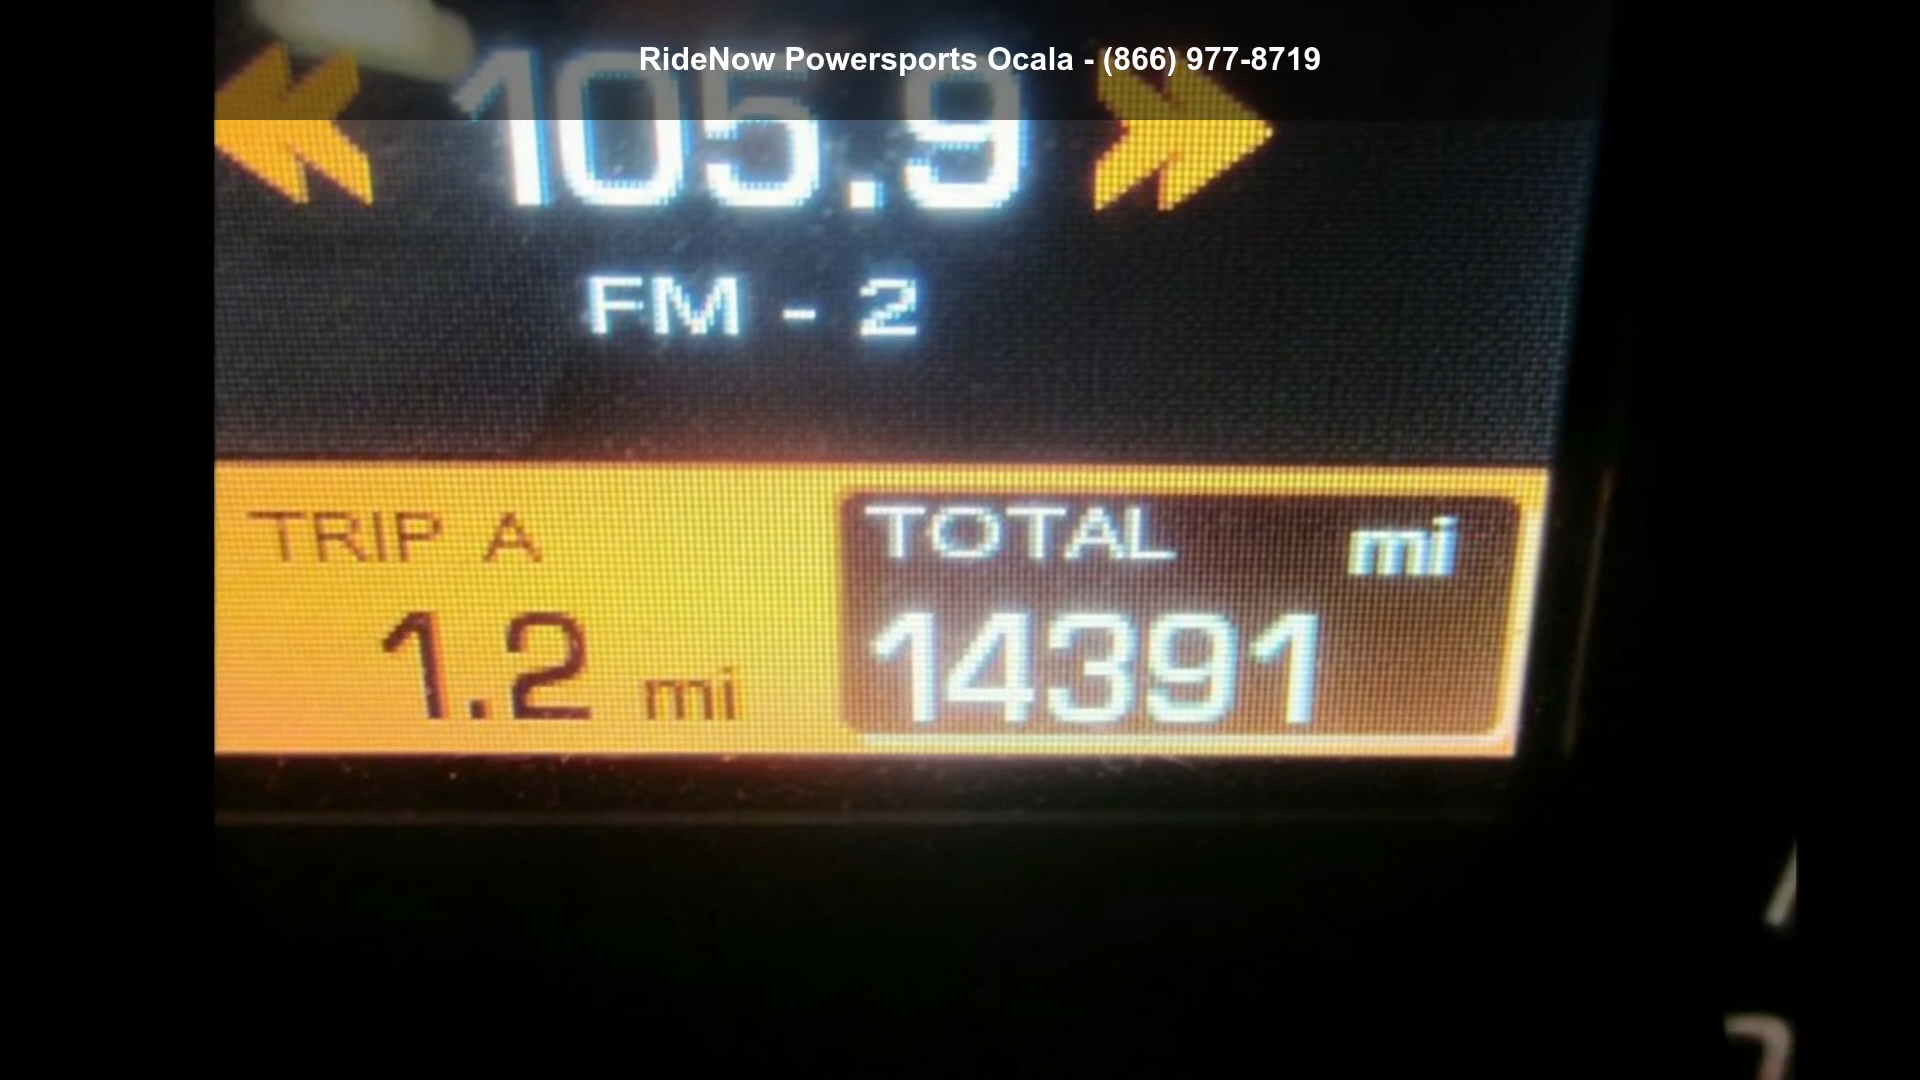 RideNow Powersports Ocala - (866) 977-8719
105.9
FM - 2
TRIP A
1.2 mi
TOTAL mi
14391